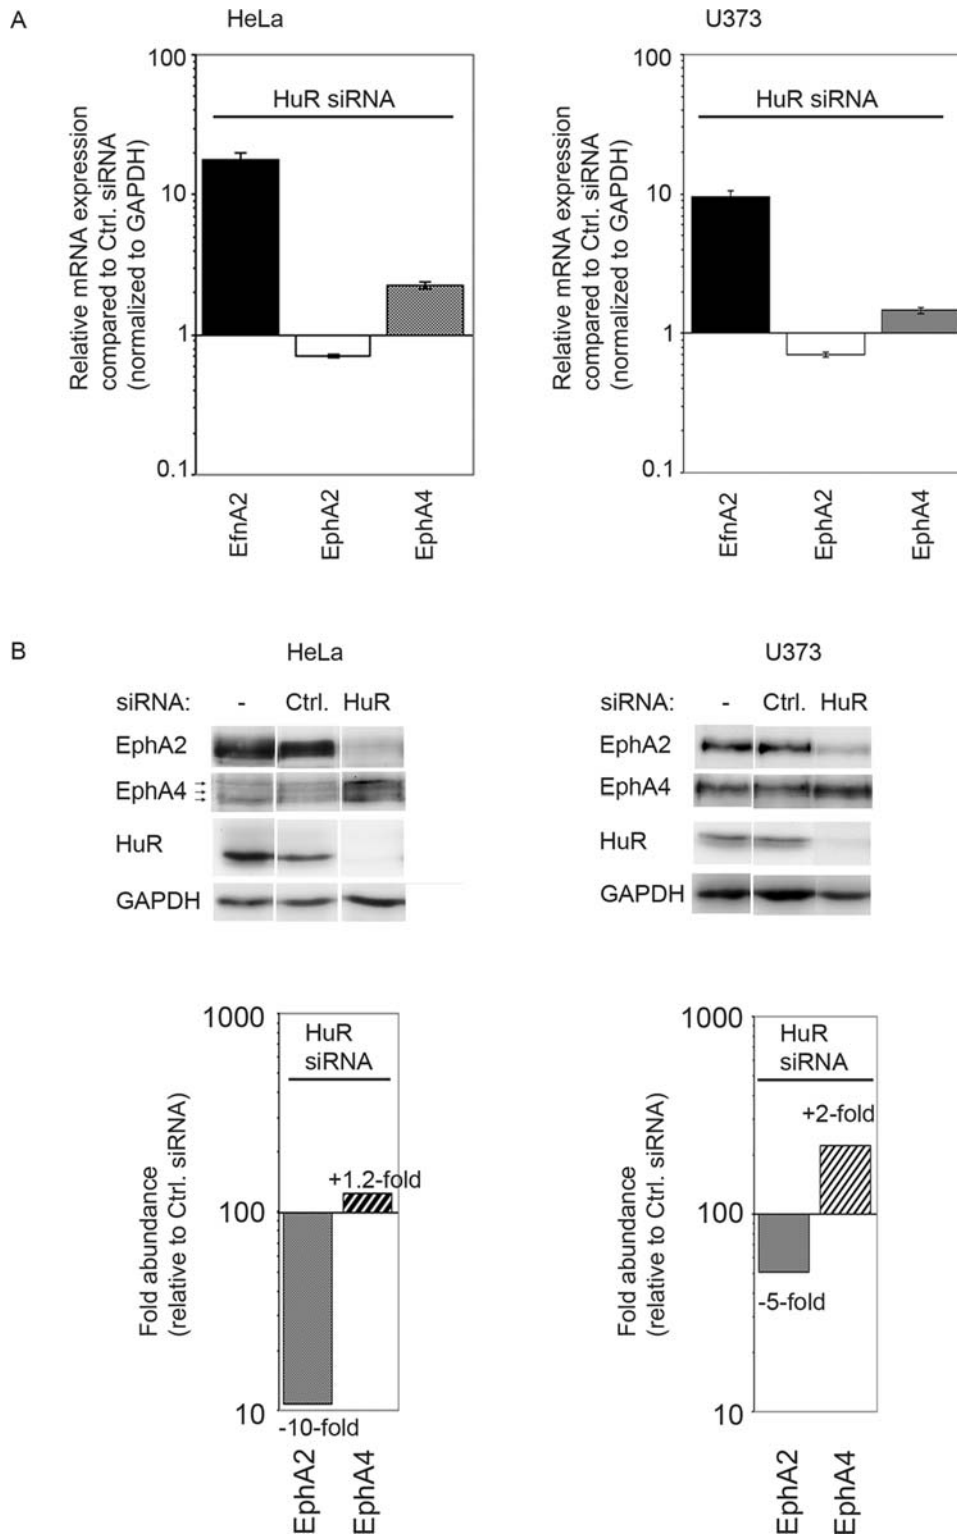 A
HeLa
U373
Relative mRNA expression
compared to Ctrl. siRNA
(normalized to GAPDH)
100
10
1
0.1
HuR siRNA
EfnA2
EphA2
EphA4
Relative mRNA expression
compared to Ctrl. siRNA
(normalized to GAPDH)
100
10
1
0.1
HuR siRNA
EfnA2
EphA2
EphA4
B
HeLa
siRNA: - Ctrl. HuR
EphA2
EphA4
HuR
GAPDH
U373
siRNA: - Ctrl. HuR
EphA2
EphA4
HuR
GAPDH
Fold abundance
(relative to Ctrl. siRNA)
1000
100
10
HuR
siRNA
+1.2-fold
-10-fold
EphA2
EphA4
Fold abundance
(relative to Ctrl. siRNA)
1000
100
10
HuR
siRNA
+2-fold
-5-fold
EphA2
EphA4